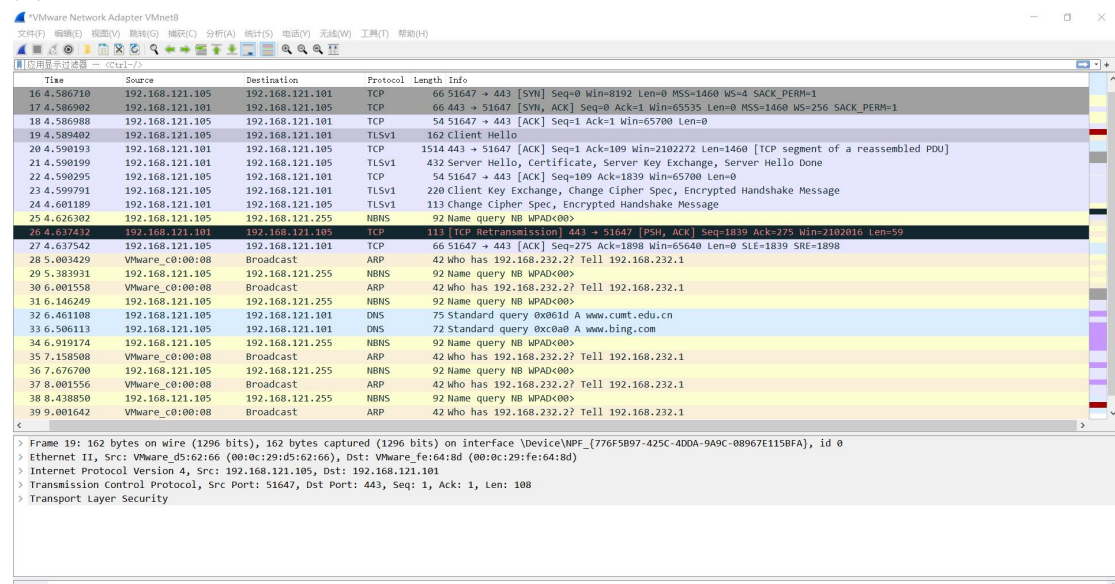 *VMware Network Adapter VMnet8
文件(F) 编辑(E) 视图(V) 跳转(G) 捕获(C) 分析(A) 统计(S) 电话(Y) 无线(W) 工具(T) 帮助(H)
应用显示过滤器 … <Ctrl-/>
Time Source Destination Protocol Length Info
16 4.586710 192.168.121.105 192.168.121.101 TCP 66 51647 → 443 [SYN] Seq=0 Win=8192 Len=0 MSS=1460 WS=4 SACK_PERM=1
17 4.586902 192.168.121.101 192.168.121.105 TCP 66 443 → 51647 [SYN, ACK] Seq=0 Ack=1 Win=65535 Len=0 MSS=1460 WS=256 SACK_PERM=1
18 4.586988 192.168.121.105 192.168.121.101 TCP 54 51647 → 443 [ACK] Seq=1 Ack=1 Win=65700 Len=0
19 4.589402 192.168.121.105 192.168.121.101 TLSv1 162 Client Hello
20 4.590193 192.168.121.101 192.168.121.105 TCP 1514 443 → 51647 [ACK] Seq=1 Ack=109 Win=2102272 Len=1460 [TCP segment of a reassembled PDU]
21 4.590199 192.168.121.101 192.168.121.105 TLSv1 432 Server Hello, Certificate, Server Key Exchange, Server Hello Done
22 4.590295 192.168.121.105 192.168.121.101 TCP 54 51647 → 443 [ACK] Seq=109 Ack=1839 Win=65700 Len=0
23 4.599791 192.168.121.105 192.168.121.101 TLSv1 220 Client Key Exchange, Change Cipher Spec, Encrypted Handshake Message
24 4.601189 192.168.121.101 192.168.121.105 TLSv1 113 Change Cipher Spec, Encrypted Handshake Message
25 4.626302 192.168.121.105 192.168.121.255 NBNS 92 Name query NB WPAD<00>
26 4.637432 192.168.121.101 192.168.121.105 TCP 113 [TCP Retransmission] 443 → 51647 [PSH, ACK] Seq=1839 Ack=275 Win=2102016 Len=59
27 4.637542 192.168.121.105 192.168.121.101 TCP 66 51647 → 443 [ACK] Seq=275 Ack=1898 Win=65640 Len=0 SLE=1839 SRE=1898
28 5.003429 VMware_c0:00:08 Broadcast ARP 42 Who has 192.168.232.2? Tell 192.168.232.1
29 5.383931 192.168.121.105 192.168.121.255 NBNS 92 Name query NB WPAD<00>
30 6.001558 VMware_c0:00:08 Broadcast ARP 42 Who has 192.168.232.2? Tell 192.168.232.1
31 6.146249 192.168.121.105 192.168.121.255 NBNS 92 Name query NB WPAD<00>
32 6.461108 192.168.121.105 192.168.121.101 DNS 75 Standard query 0x061d A www.cumt.edu.cn
33 6.506113 192.168.121.105 192.168.121.101 DNS 72 Standard query 0xc0a0 A www.bing.com
34 6.919174 192.168.121.105 192.168.121.255 NBNS 92 Name query NB WPAD<00>
35 7.158508 VMware_c0:00:08 Broadcast ARP 42 Who has 192.168.232.2? Tell 192.168.232.1
36 7.676700 192.168.121.105 192.168.121.255 NBNS 92 Name query NB WPAD<00>
37 8.001556 VMware_c0:00:08 Broadcast ARP 42 Who has 192.168.232.2? Tell 192.168.232.1
38 8.438850 192.168.121.105 192.168.121.255 NBNS 92 Name query NB WPAD<00>
39 9.001642 VMware_c0:00:08 Broadcast ARP 42 Who has 192.168.232.2? Tell 192.168.232.1
> Frame 19: 162 bytes on wire (1296 bits), 162 bytes captured (1296 bits) on interface \Device\NPF_{776F5B97-425C-4DDA-9A9C-08967E115BFA}, id 0
> Ethernet II, Src: VMware_d5:62:66 (00:0c:29:d5:62:66), Dst: VMware_fe:64:8d (00:0c:29:fe:64:8d)
> Internet Protocol Version 4, Src: 192.168.121.105, Dst: 192.168.121.101
> Transmission Control Protocol, Src Port: 51647, Dst Port: 443, Seq: 1, Ack: 1, Len: 108
> Transport Layer Security